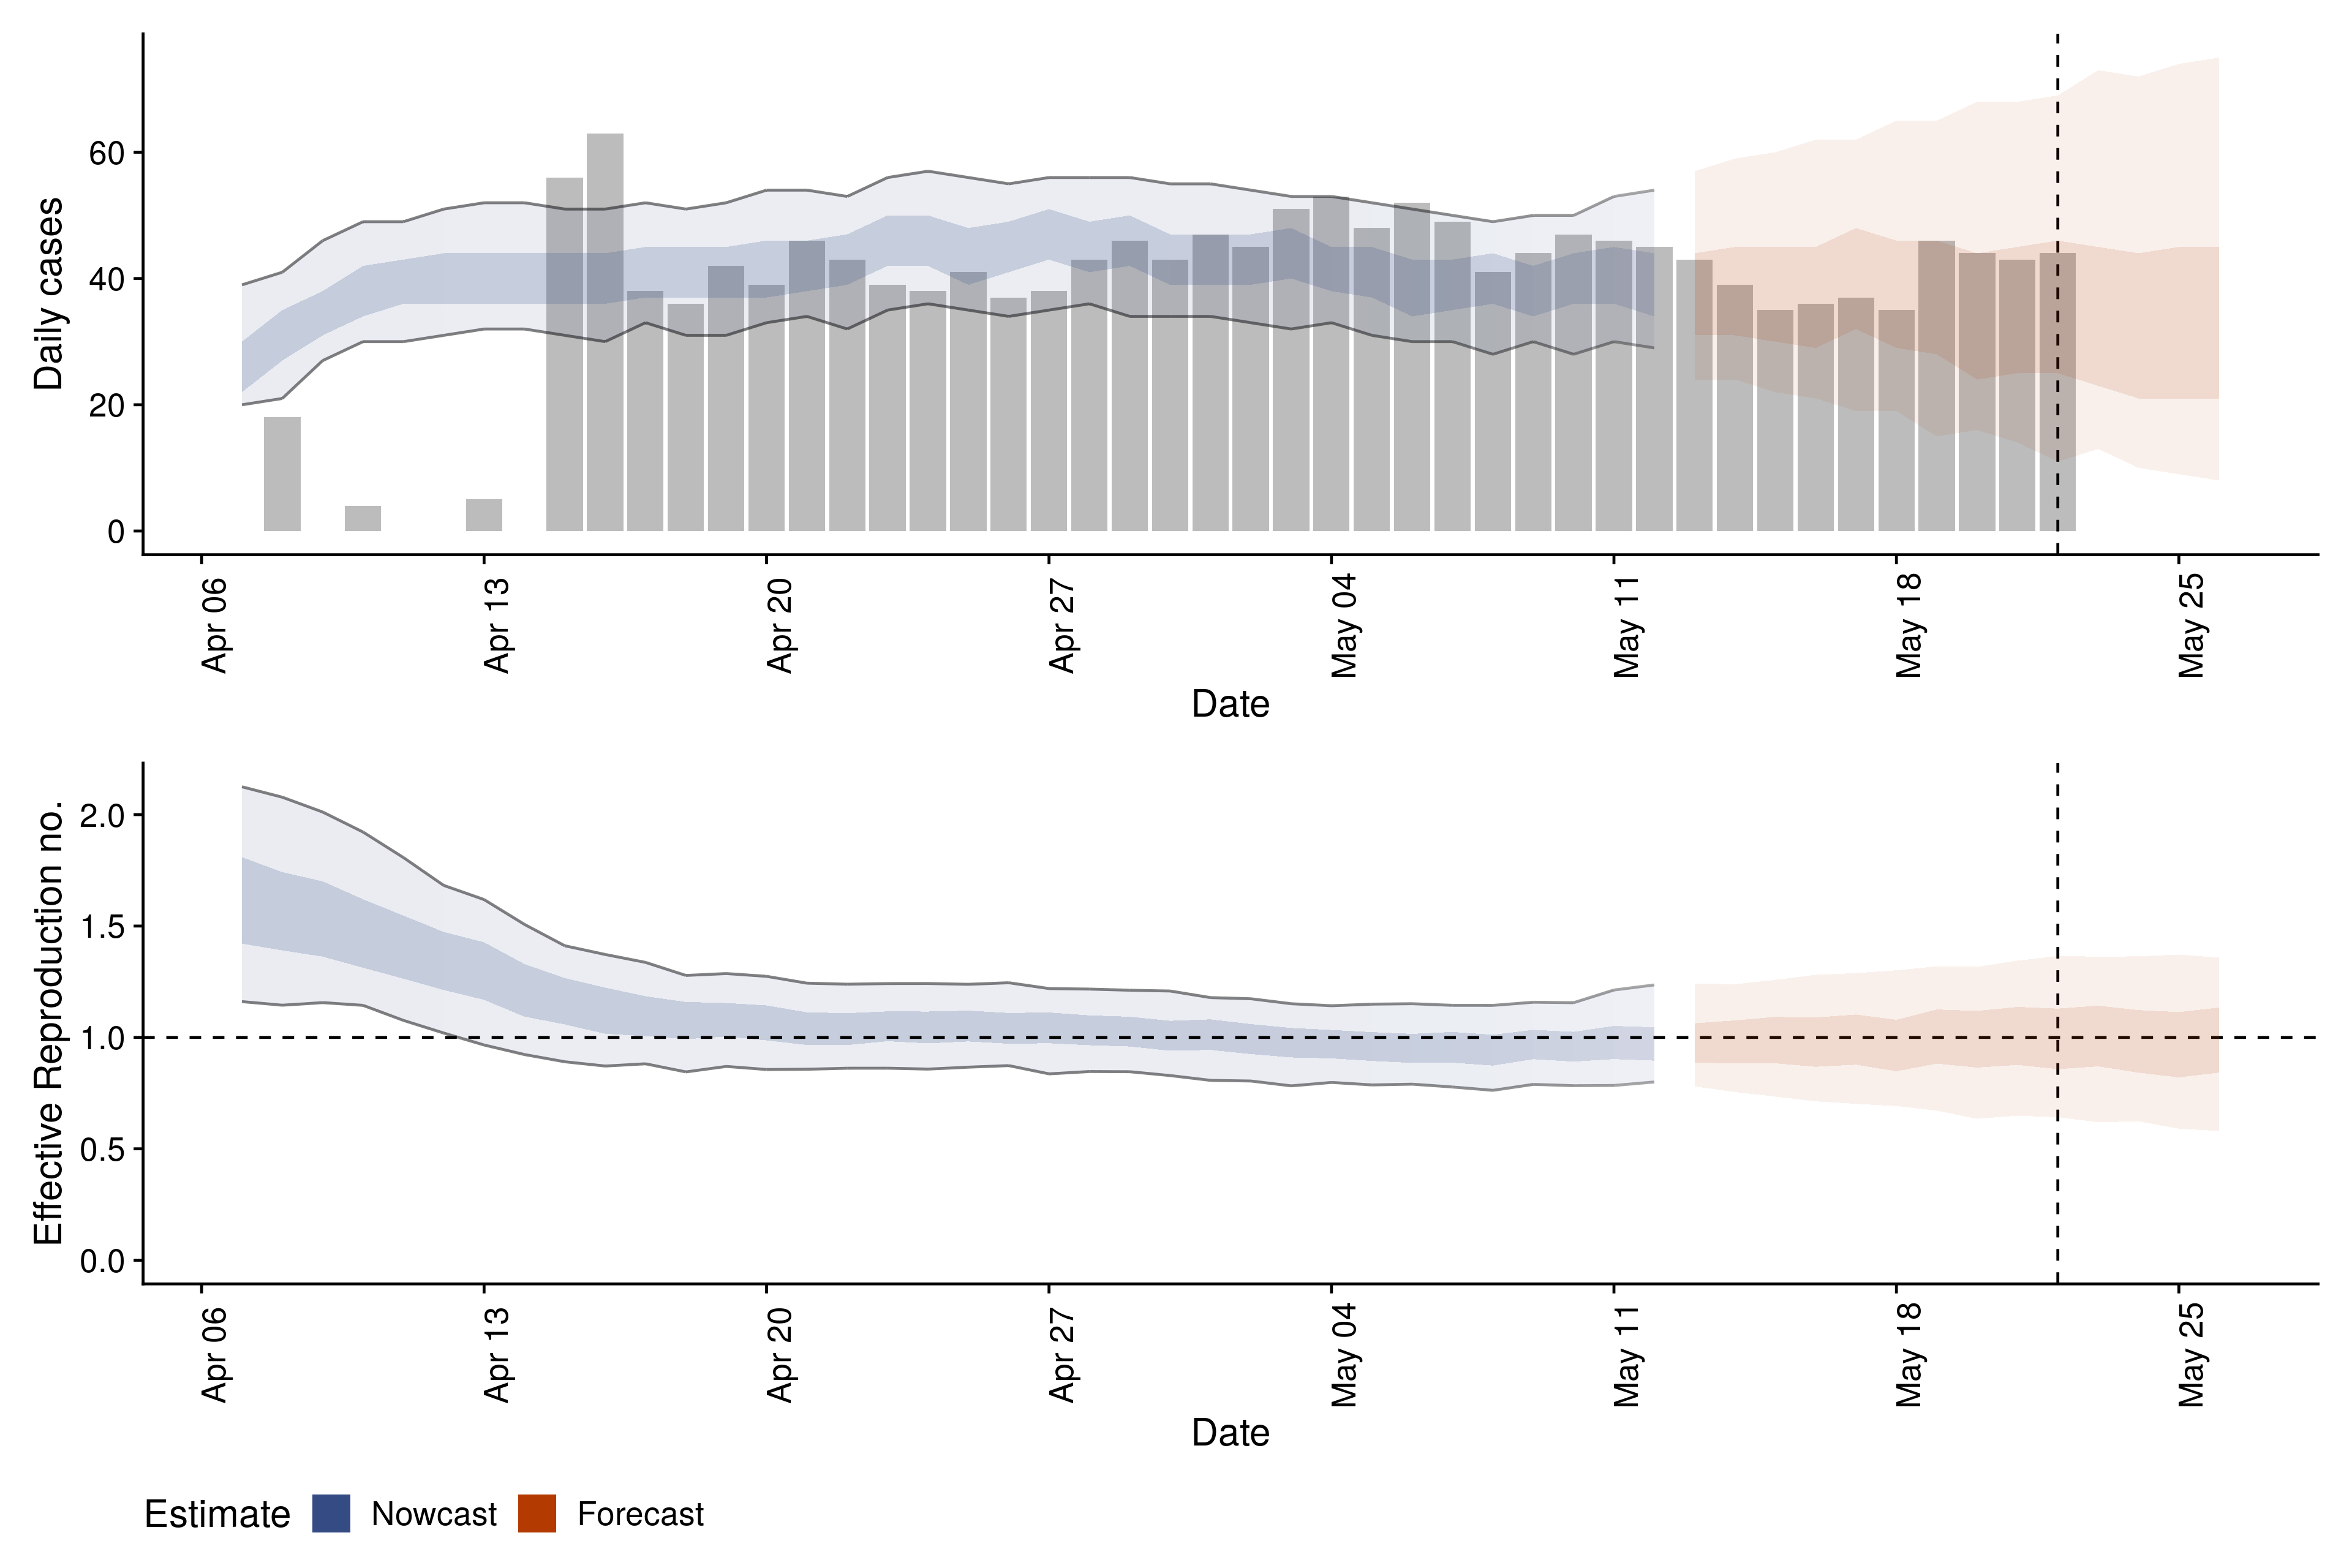 Daily cases
60
40
20
0
Apr 06
Apr 13
Apr 20
Apr 27
May 04
May 11
May 18
May 25
Date
Effective Reproduction no.
2.0
1.5
1.0
0.5
0.0
Apr 06
Apr 13
Apr 20
Apr 27
May 04
May 11
May 18
May 25
Date
Estimate Nowcast Forecast